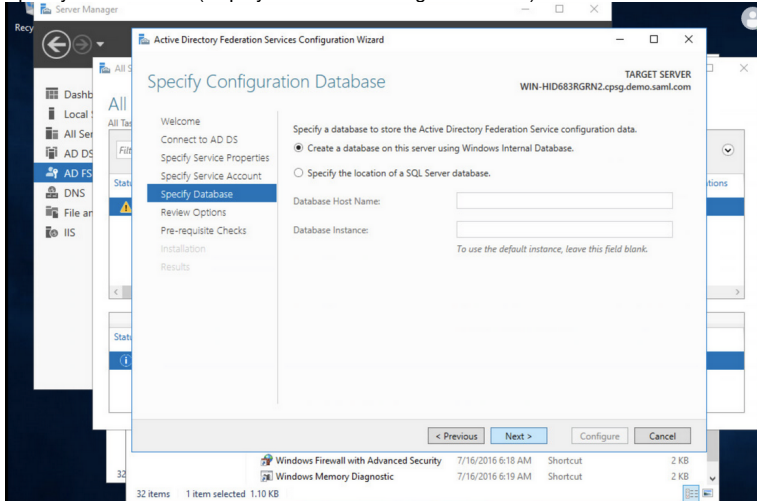 Server Manager
Recy
Active Directory Federation Services Configuration Wizard
Specify Configuration Database
TARGET SERVER
WIN-HID683RGRN2.cpsg.demo.saml.com
Welcome
Connect to AD DS
Specify Service Properties
Specify Service Account
Specify Database
Review Options
Pre-requisite Checks
Installation
Results
Specify a database to store the Active Directory Federation Service configuration data.
Create a database on this server using Windows Internal Database.
Specify the location of a SQL Server database.
Database Host Name:
Database Instance:
To use the default instance, leave this field blank.
< Previous
Next >
Configure
Cancel
All S
All
All Tas
Filt
Statu
tions
Statu
Dashb
Local
All Ser
AD DS
AD FS
DNS
File an
IIS
Windows Firewall with Advanced Security 7/16/2016 6:18 AM Shortcut 2 KB
Windows Memory Diagnostic 7/16/2016 6:19 AM Shortcut 2 KB
32
32 items 1 item selected 1.10 KB